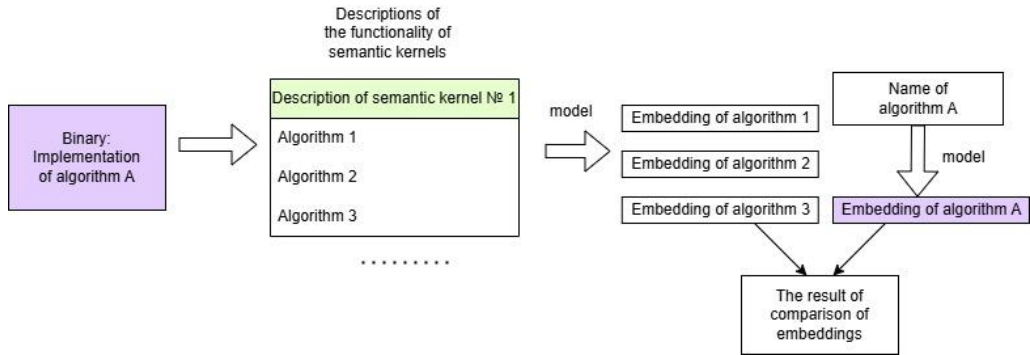 Descriptions of
the functionality of
semantic kernels
Binary:
Implementation
of algorithm A
Description of semantic kernel № 1
Algorithm 1
Algorithm 2
Algorithm 3
.........
model
Embedding of algorithm 1
Embedding of algorithm 2
Embedding of algorithm 3
Name of
algorithm A
model
Embedding of algorithm A
The result of
comparison of
embeddings